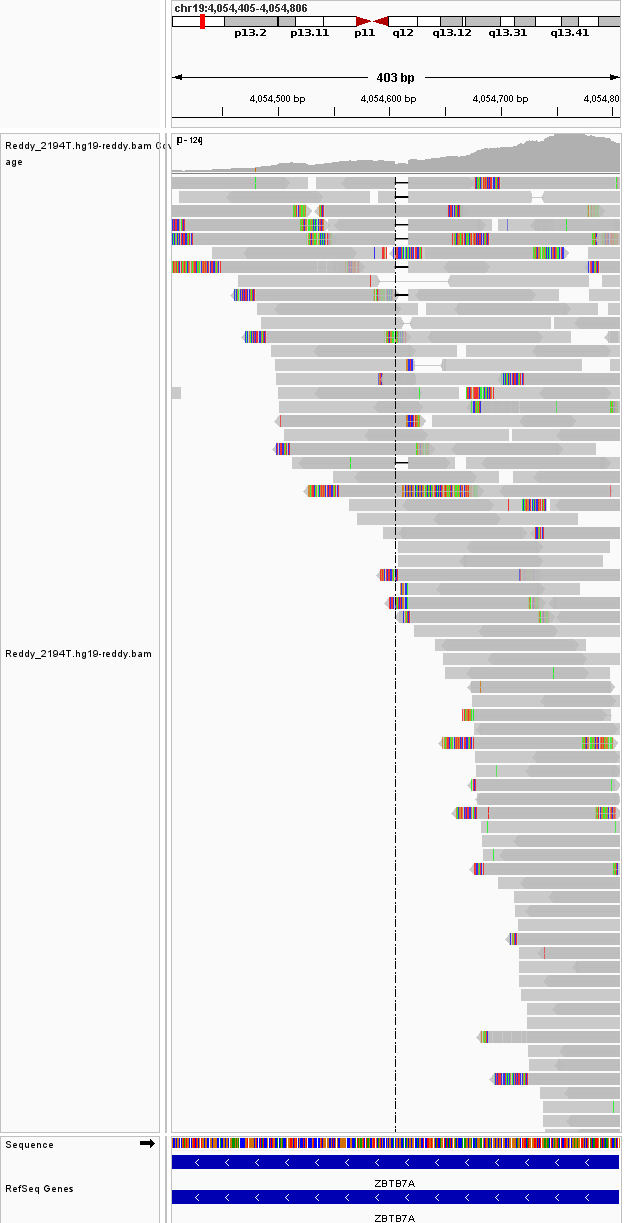 chr19:4,054,405-4,054,806
p13.2 p13.11 p11 q12 q13.12 q13.31 q13.41
403 bp
4,054,500 bp 4,054,600 bp 4,054,700 bp 4,054,80
Reddy_2194T.hg19-reddy.bam Cov
age
[0 - 124]
Reddy_2194T.hg19-reddy.bam
Sequence
ZBTB7A
RefSeq Genes
ZBTB7A